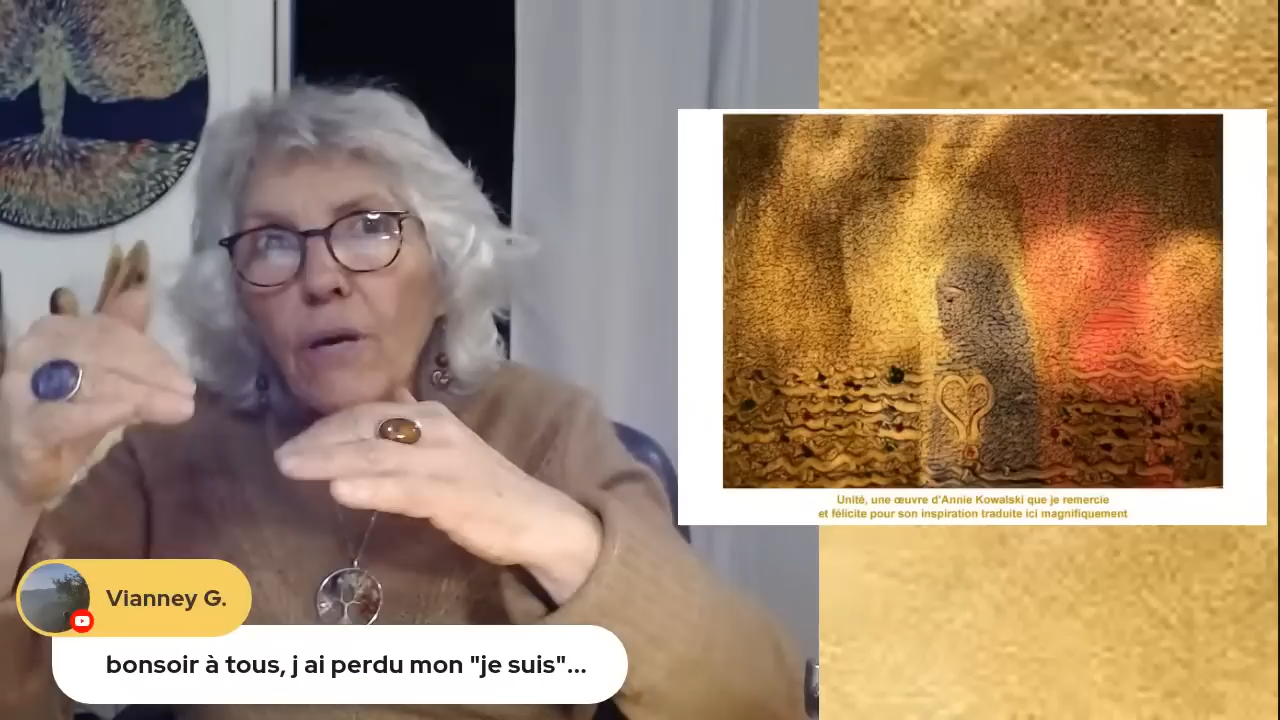 Unité, une œuvre d'Annie Kowalski que je remercie
et félicite pour son inspiration traduite ici magnifiquement
Vianney G.
bonsoir à tous, j ai perdu mon "je suis"...